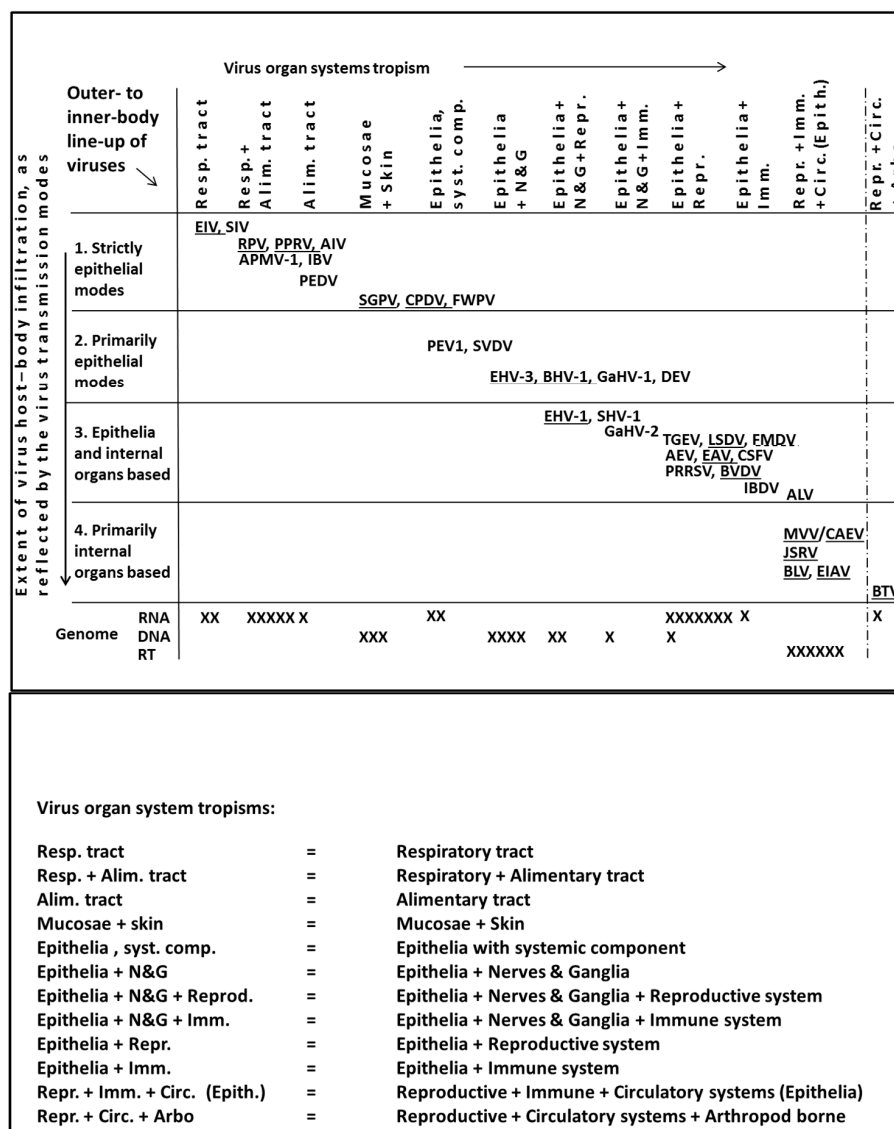 Virus organ systems tropism
Outer- to
inner-body
line-up of
viruses
Extent of virus host–body infiltration, as
reflected by the virus transmission modes
Resp. tract
Resp.+
Alim. tract
Alim. tract
Mucosae
+ Skin
Epithelia,
syst. comp.
Epithelia
+ N&G
Epithelia+
N&G+Repr.
Epithelia+
N&G+Imm.
Epithelia+
Repr.
Epithelia+
Imm.
Repr. +Imm.
+Circ. (Epith.)
Repr. +Circ.
1. Strictly
epithelial
modes
EIV, SIV
RPV, PPRV, AIV
APMV-1, IBV
PEDV
SGPV, CPDV, FWPV
2. Primarily
epithelial
modes
PEV1, SVDV
EHV-3, BHV-1, GaHV-1, DEV
3. Epithelia
and internal
organs based
EHV-1, SHV-1
GaHV-2
TGEV, LSDV, FMDV
AEV, EAV, CSFV
PRRSV, BVDV
IBDV
ALV
4. Primarily
internal
organs based
MVV/CAEV
JSRV
BLV, EIAV
BTV
Genome
RNA XX XXXXX X XX XXXXXXX X X
DNA XXX XXXX XX X X
RT XXXXXX
Virus organ system tropisms:
Resp. tract = Respiratory tract
Resp. + Alim. tract = Respiratory + Alimentary tract
Alim. tract = Alimentary tract
Mucosae + skin = Mucosae + Skin
Epithelia , syst. comp. = Epithelia with systemic component
Epithelia + N&G = Epithelia + Nerves & Ganglia
Epithelia + N&G + Reprod. = Epithelia + Nerves & Ganglia + Reproductive system
Epithelia + N&G + Imm. = Epithelia + Nerves & Ganglia + Immune system
Epithelia + Repr. = Epithelia + Reproductive system
Epithelia + Imm. = Epithelia + Immune system
Repr. + Imm. + Circ. (Epith.) = Reproductive + Immune + Circulatory systems (Epithelia)
Repr. + Circ. + Arbo = Reproductive + Circulatory systems + Arthropod borne